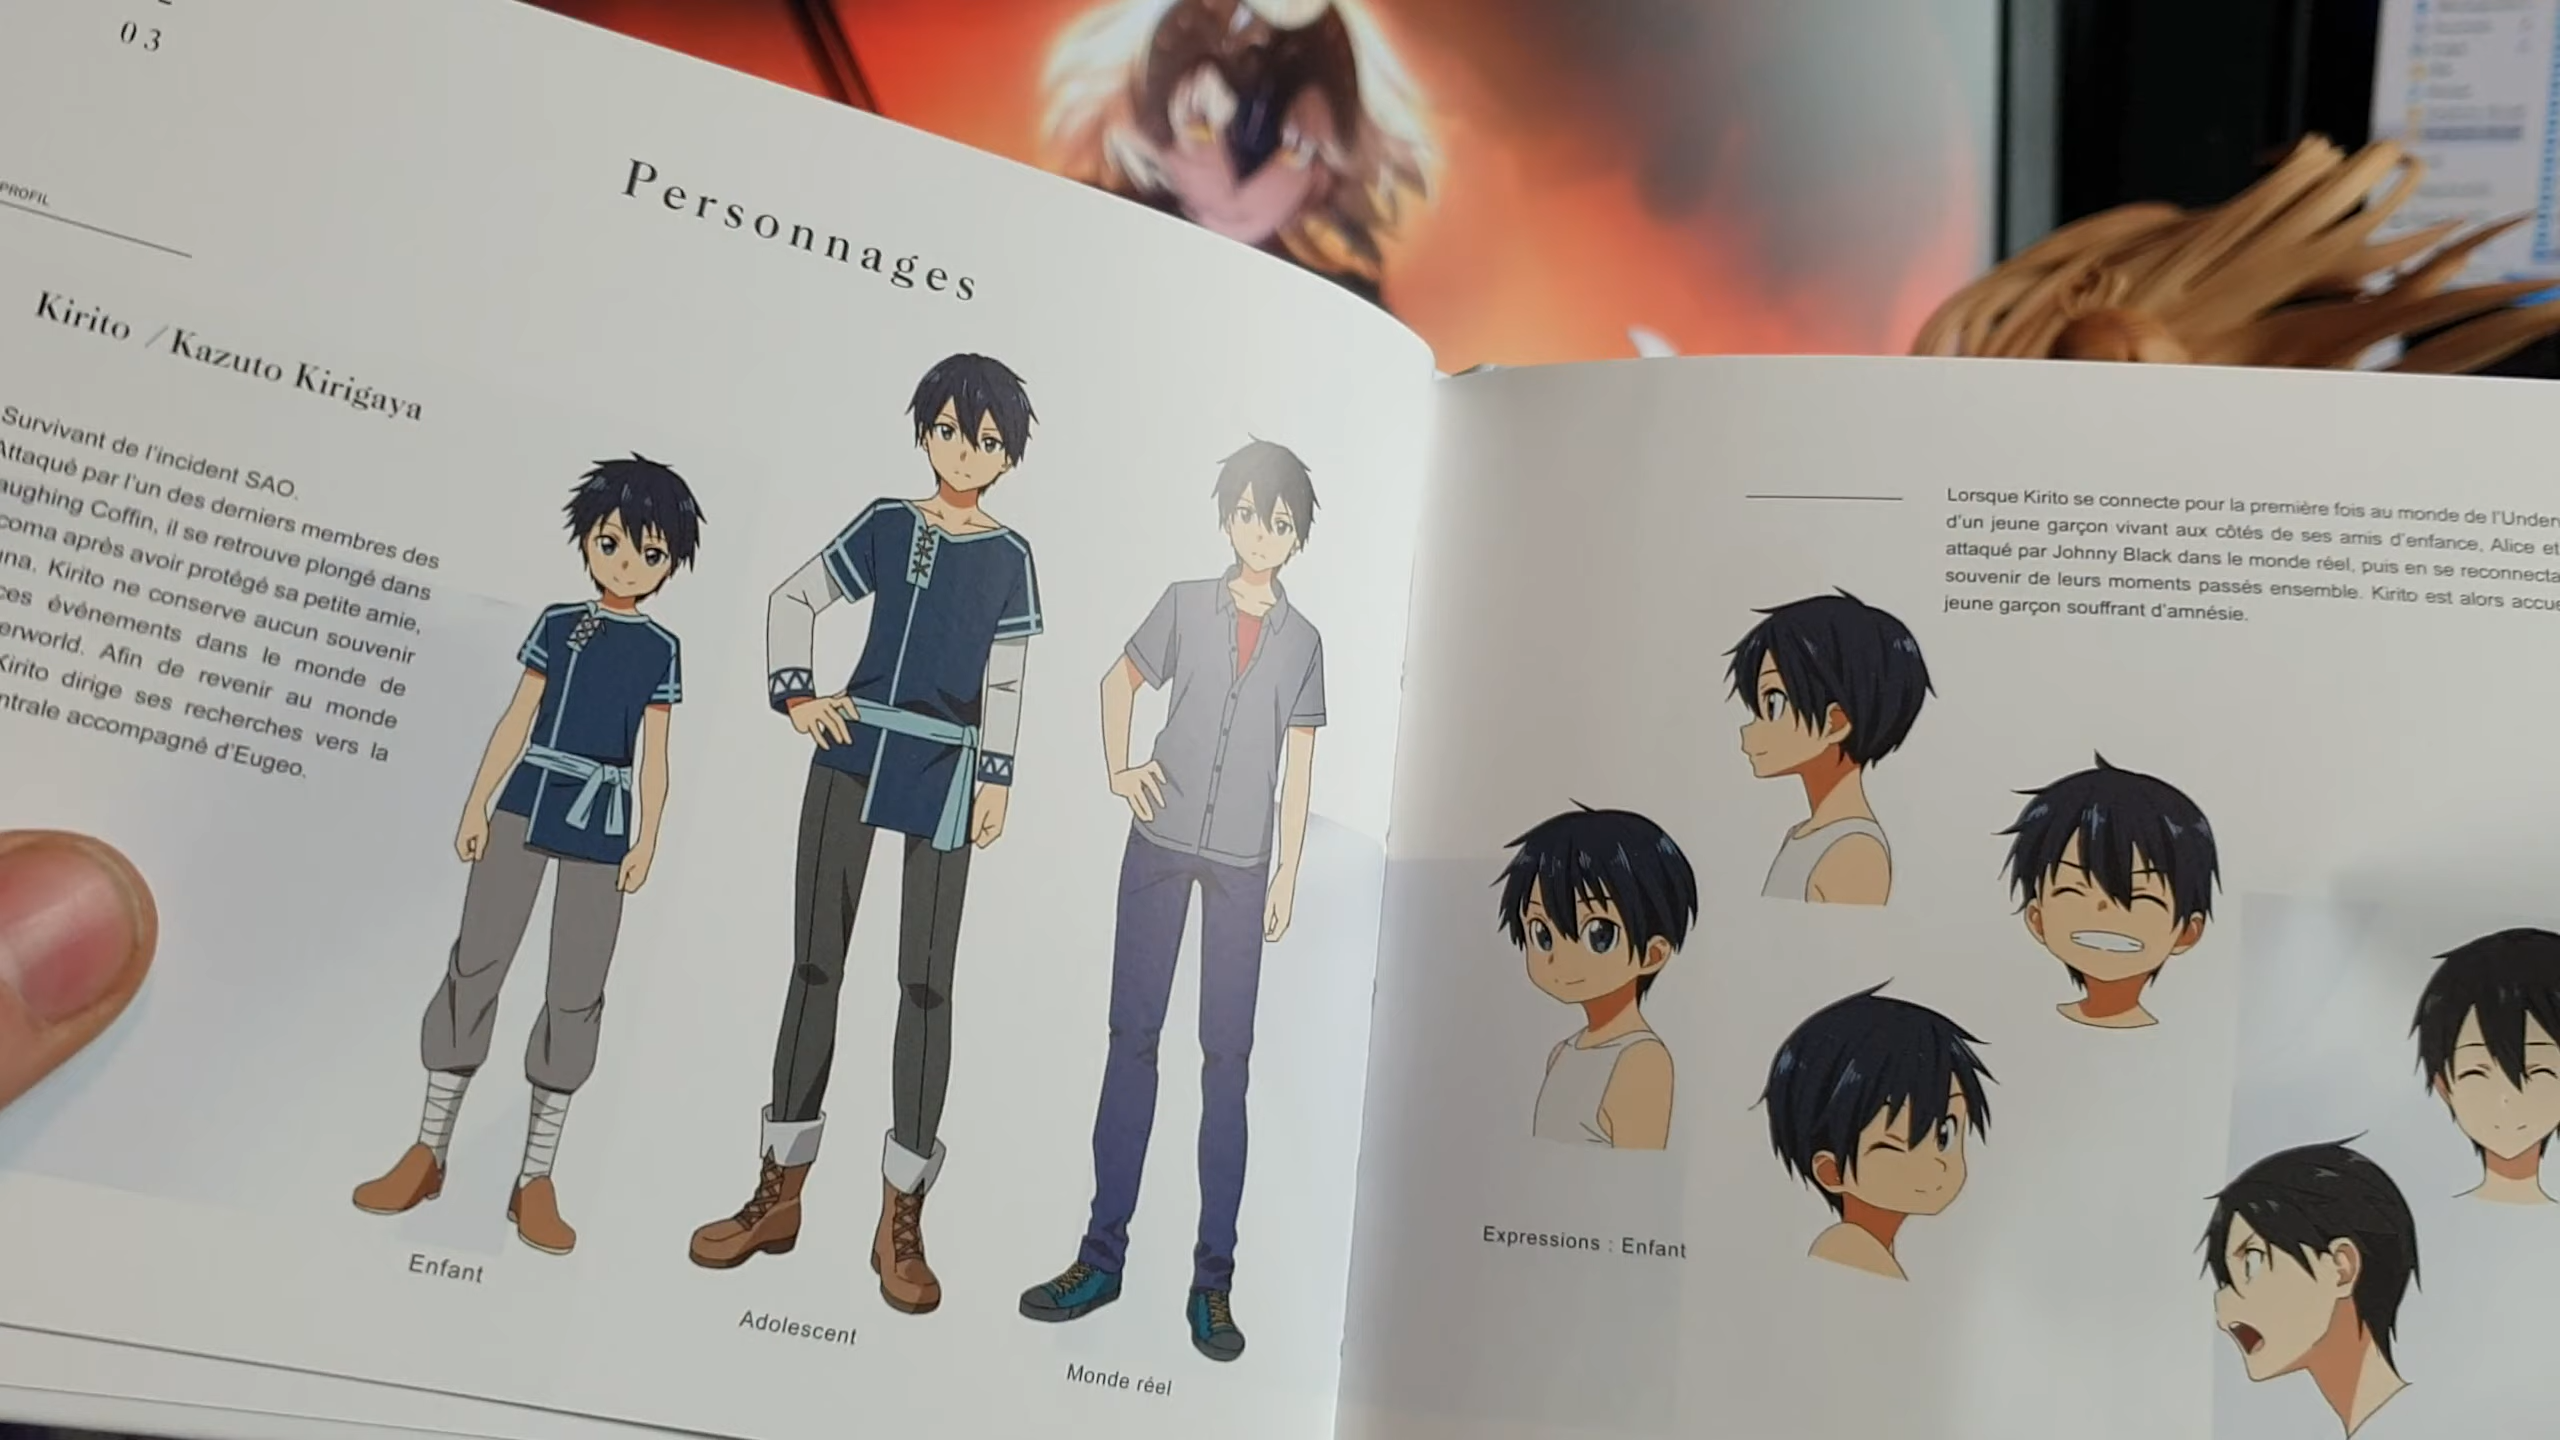 03
PROFIL
Personnages
Kirito / Kazuto Kirigaya
Survivant de l'incident SAO.
Attaqué par l'un des derniers membres des
aughing Coffin, il se retrouve plongé dans
coma après avoir protégé sa petite amie,
una. Kirito ne conserve aucun souvenir
ces événements dans le monde de
erworld. Afin de revenir au monde
Kirito dirige ses recherches vers la
ntrale accompagné d'Eugeo.
Enfant
Adolescent
Monde réel
Lorsque Kirito se connecte pour la première fois au monde de l'Under
d'un jeune garçon vivant aux côtés de ses amis d'enfance, Alice et
attaqué par Johnny Black dans le monde réel, puis en se reconnecta
souvenir de leurs moments passés ensemble. Kirito est alors accue
jeune garçon souffrant d'amnésie.
Expressions : Enfant